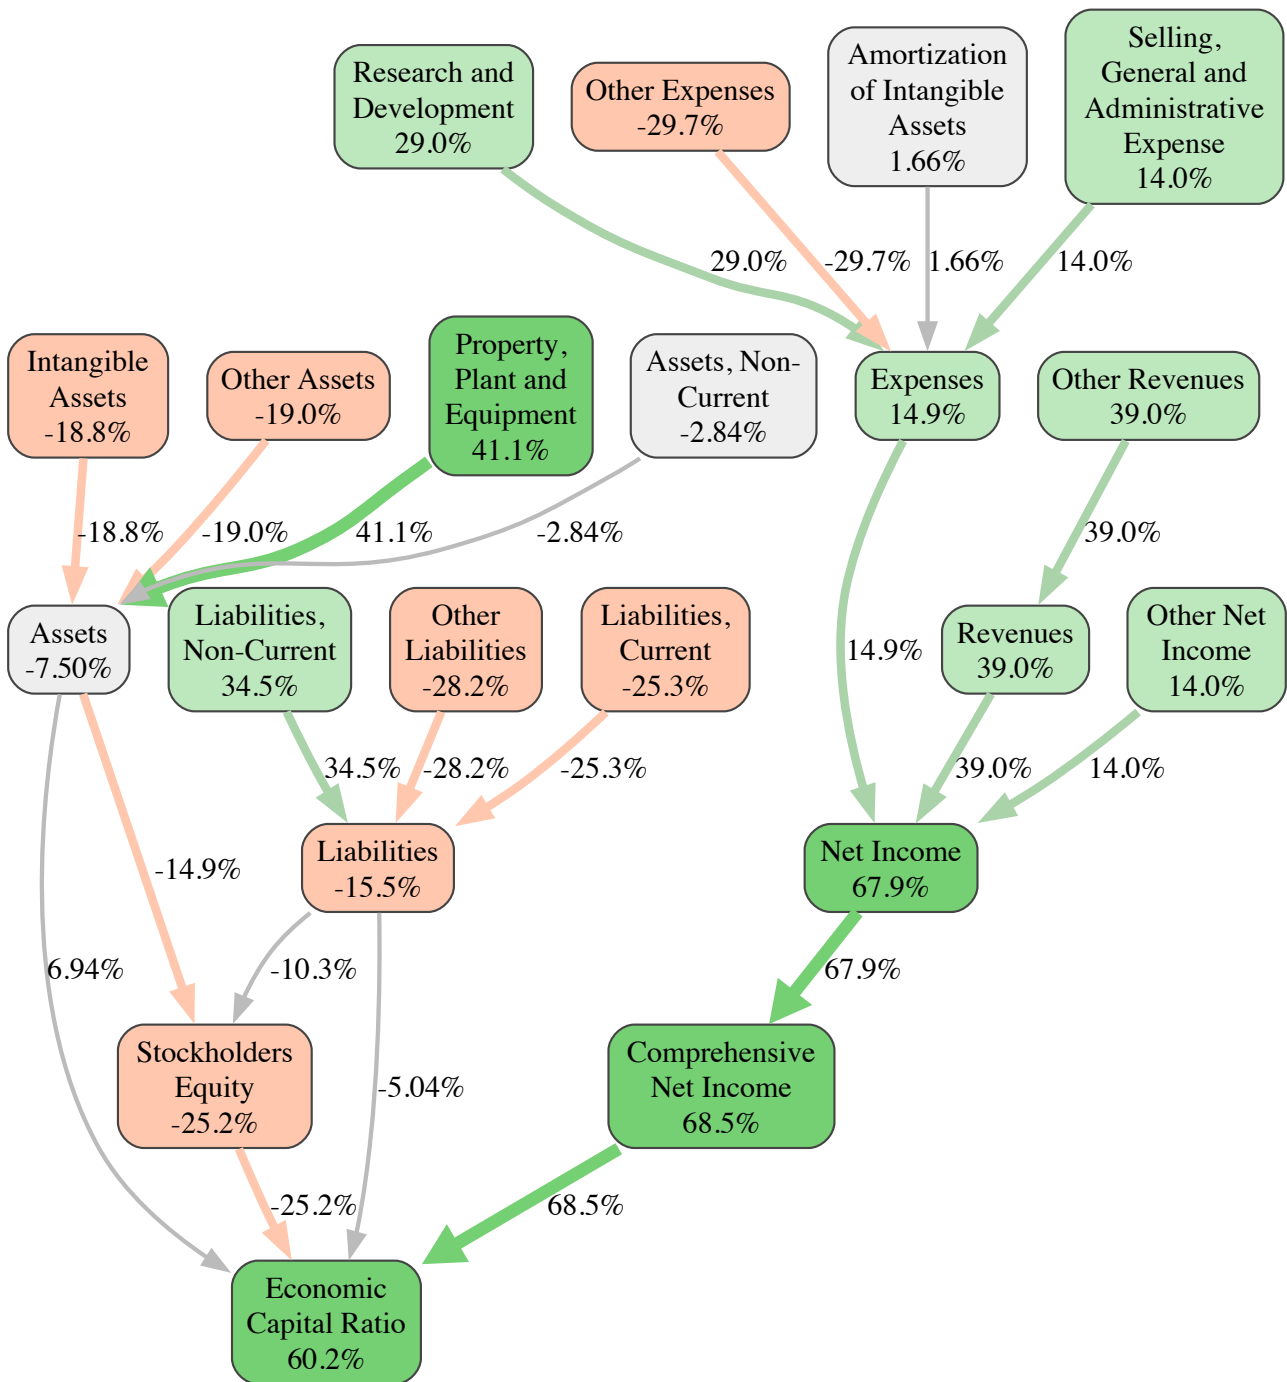 Research and
Development
29.0%
Other Expenses
-29.7%
Amortization
of Intangible
Assets
1.66%
Selling,
General and
Administrative
Expense
14.0%
29.0%
-29.7%
1.66%
14.0%
Intangible
Assets
-18.8%
Other Assets
-19.0%
Property,
Plant and
Equipment
41.1%
Assets, Non-
Current
-2.84%
Expenses
14.9%
Other Revenues
39.0%
-18.8%
-19.0%
41.1%
-2.84%
39.0%
Assets
-7.50%
Liabilities,
Non-Current
34.5%
Other
Liabilities
-28.2%
Liabilities,
Current
-25.3%
14.9%
Revenues
39.0%
Other Net
Income
14.0%
34.5%
-28.2%
-25.3%
39.0%
14.0%
-14.9%
Liabilities
-15.5%
Net Income
67.9%
6.94%
-10.3%
67.9%
Stockholders
Equity
-25.2%
-5.04%
Comprehensive
Net Income
68.5%
-25.2%
68.5%
Economic
Capital Ratio
60.2%